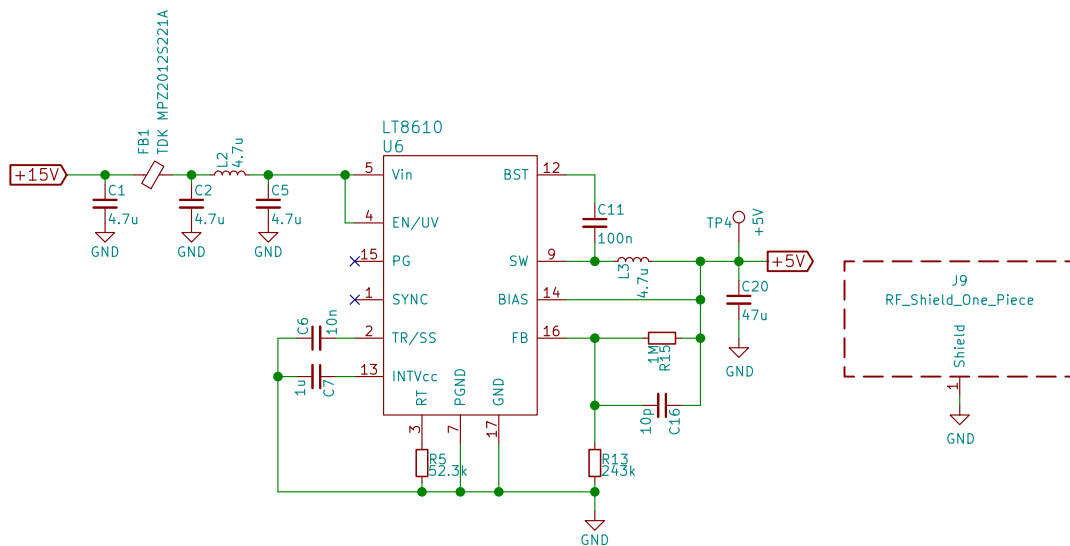 TDK MPZ2012S221A
FB1
+15V
C1
4.7u
GND
C2
4.7u
GND
L2
4.7u
C5
4.7u
GND
LT8610
U6
5
Vin
4
EN/UV
15
PG
1
SYNC
2
TR/SS
13
INTVcc
12
BST
9
SW
14
BIAS
16
FB
RT
3
PGND
7
GND
17
C6
10n
1u
C7
R5
52.3k
C11
100n
L3
4.7u
1M
R15
10p
C16
R13
243k
GND
TP4
+5V
+5V
C20
47u
GND
J9
RF_Shield_One_Piece
Shield
1
GND